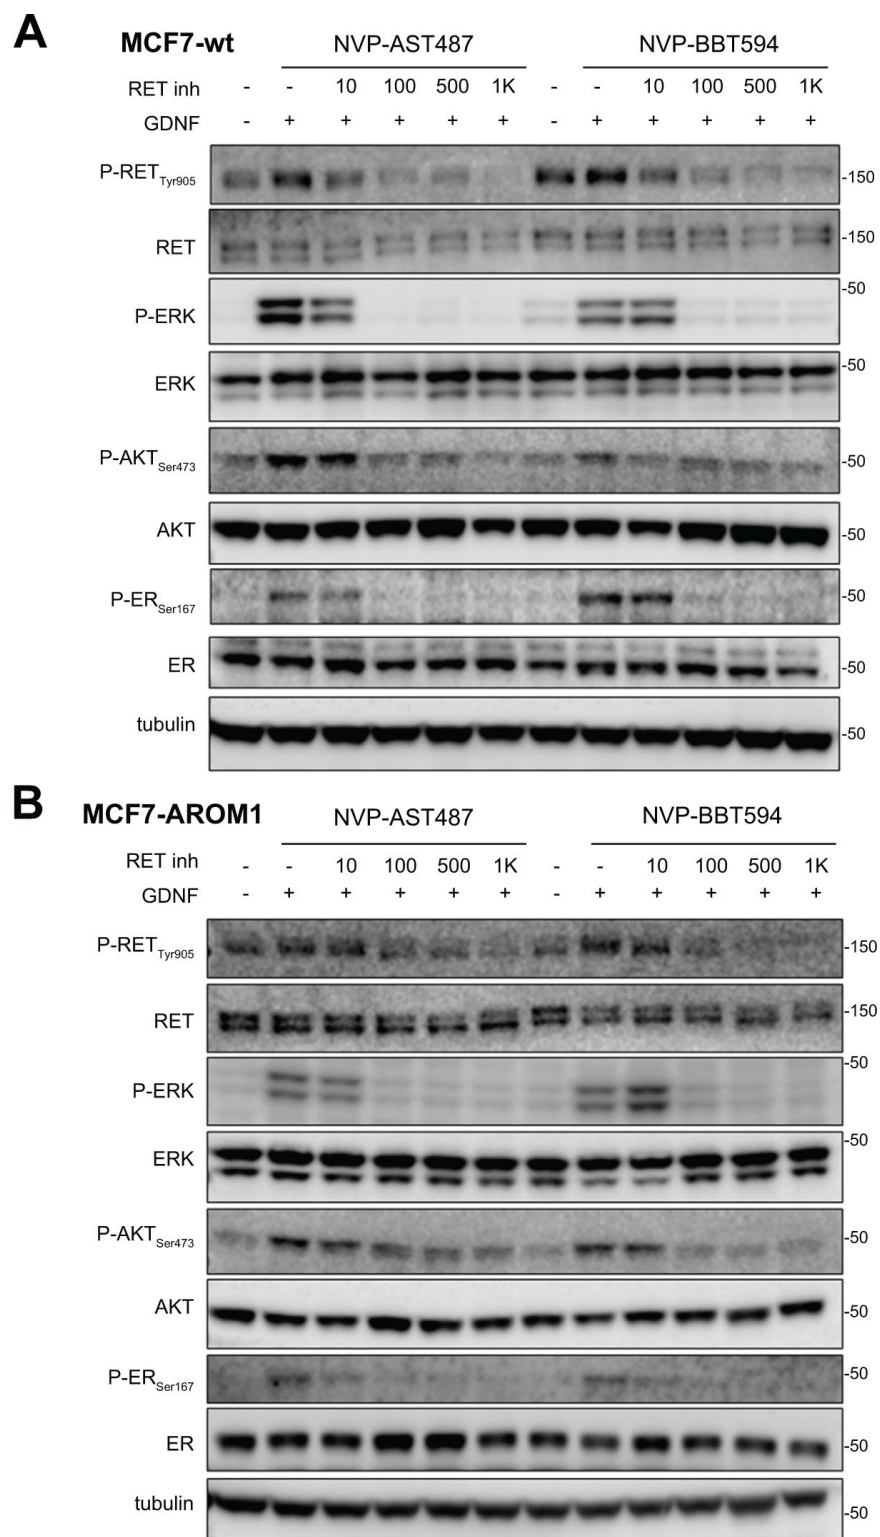 A
MCF7-wt NVP-AST487 NVP-BBT594
RET inh - - 10 100 500 1K - - 10 100 500 1K
GDNF - + + + + + - + + + + +
P-RETTyr905 -150
RET -150
P-ERK -50
ERK -50
P-AKTSer473 -50
AKT -50
P-ERSer167 -50
ER -50
tubulin -50
B
MCF7-AROM1 NVP-AST487 NVP-BBT594
RET inh - - 10 100 500 1K - - 10 100 500 1K
GDNF - + + + + + - + + + + +
P-RETTyr905 -150
RET -150
P-ERK -50
ERK -50
P-AKTSer473 -50
AKT -50
P-ERSer167 -50
ER -50
tubulin -50